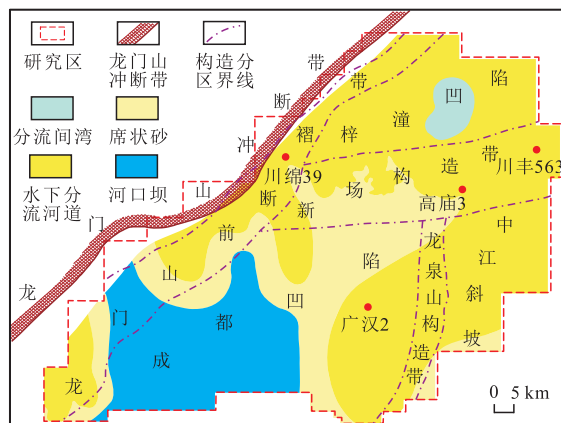 研究区
龙门山
冲断带
构造分
区界线
分流间湾
席状砂
水下分
流河道
河口坝
龙门山冲断带
龙门山前断褶带
梓潼凹陷
新场构造带
成都凹陷
龙泉山构造带
中江斜坡
川绵39
川丰563
高庙3
广汉2
0 5 km